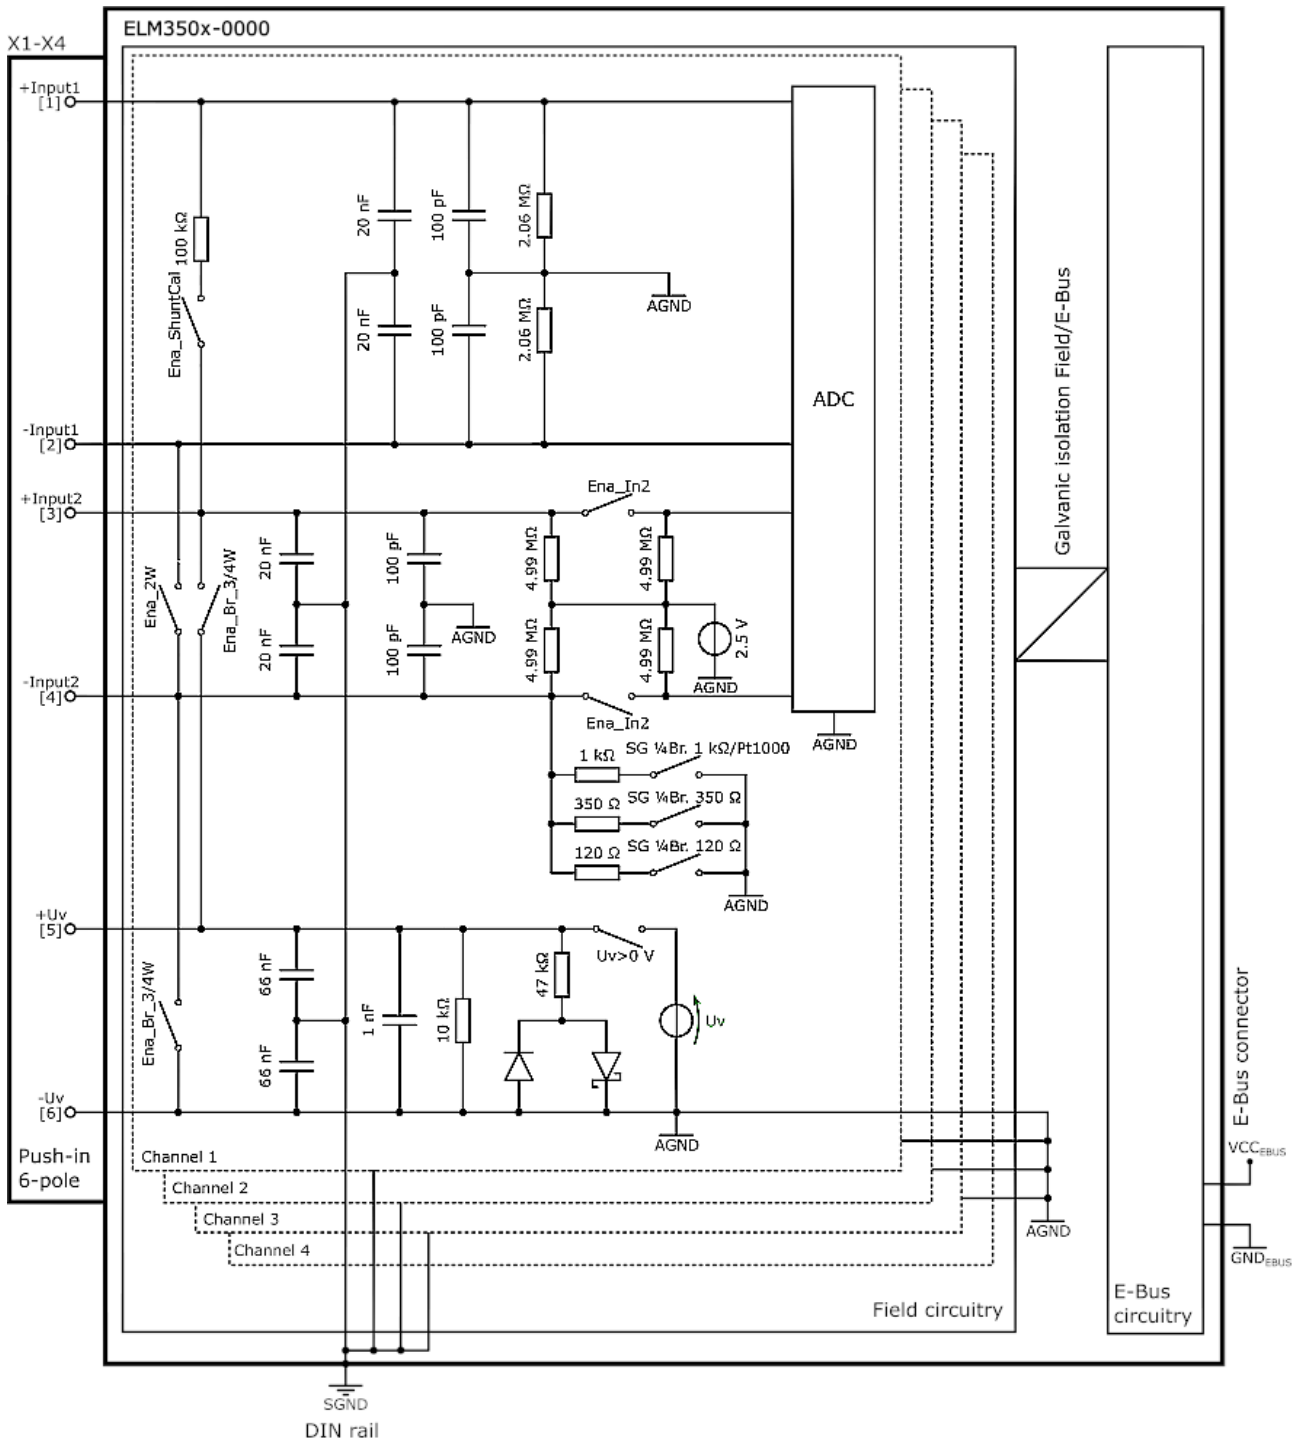 ELM350x-0000
X1-X4
+Input1
[1]
100 kΩ
Ena_ShuntCal
20 nF
100 pF
2.06 MΩ
AGND
20 nF
100 pF
2.06 MΩ
ADC
Galvanic isolation Field/E-Bus
-Input1
[2]
+Input2
[3]
Ena_In2
Ena_2W
Ena_Br_3/4W
20 nF
100 pF
4.99 MΩ
4.99 MΩ
AGND
20 nF
100 pF
4.99 MΩ
4.99 MΩ
2.5 V
AGND
-Input2
[4]
Ena_In2
AGND
1 kΩ
SG ¼Br. 1 kΩ/Pt1000
350 Ω
SG ¼Br. 350 Ω
120 Ω
SG ¼Br. 120 Ω
AGND
+Uv
[5]
Ena_Br_3/4W
66 nF
66 nF
1 nF
10 kΩ
47 kΩ
Uv>0 V
Uv
E-Bus connector
-Uv
[6]
AGND
Push-in
6-pole
Channel 1
Channel 2
Channel 3
Channel 4
AGND
VCCEBUS
GNDEBUS
Field circuitry
E-Bus
circuitry
SGND
DIN rail